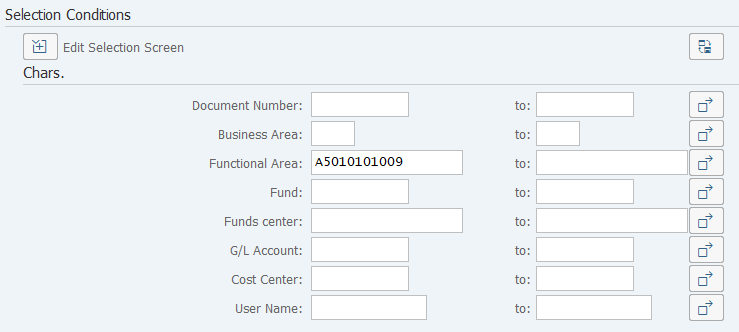 Selection Conditions
Edit Selection Screen
Chars.
Document Number: to:
Business Area: to:
Functional Area: A5010101009 to:
Fund: to:
Funds center: to:
G/L Account: to:
Cost Center: to:
User Name: to: